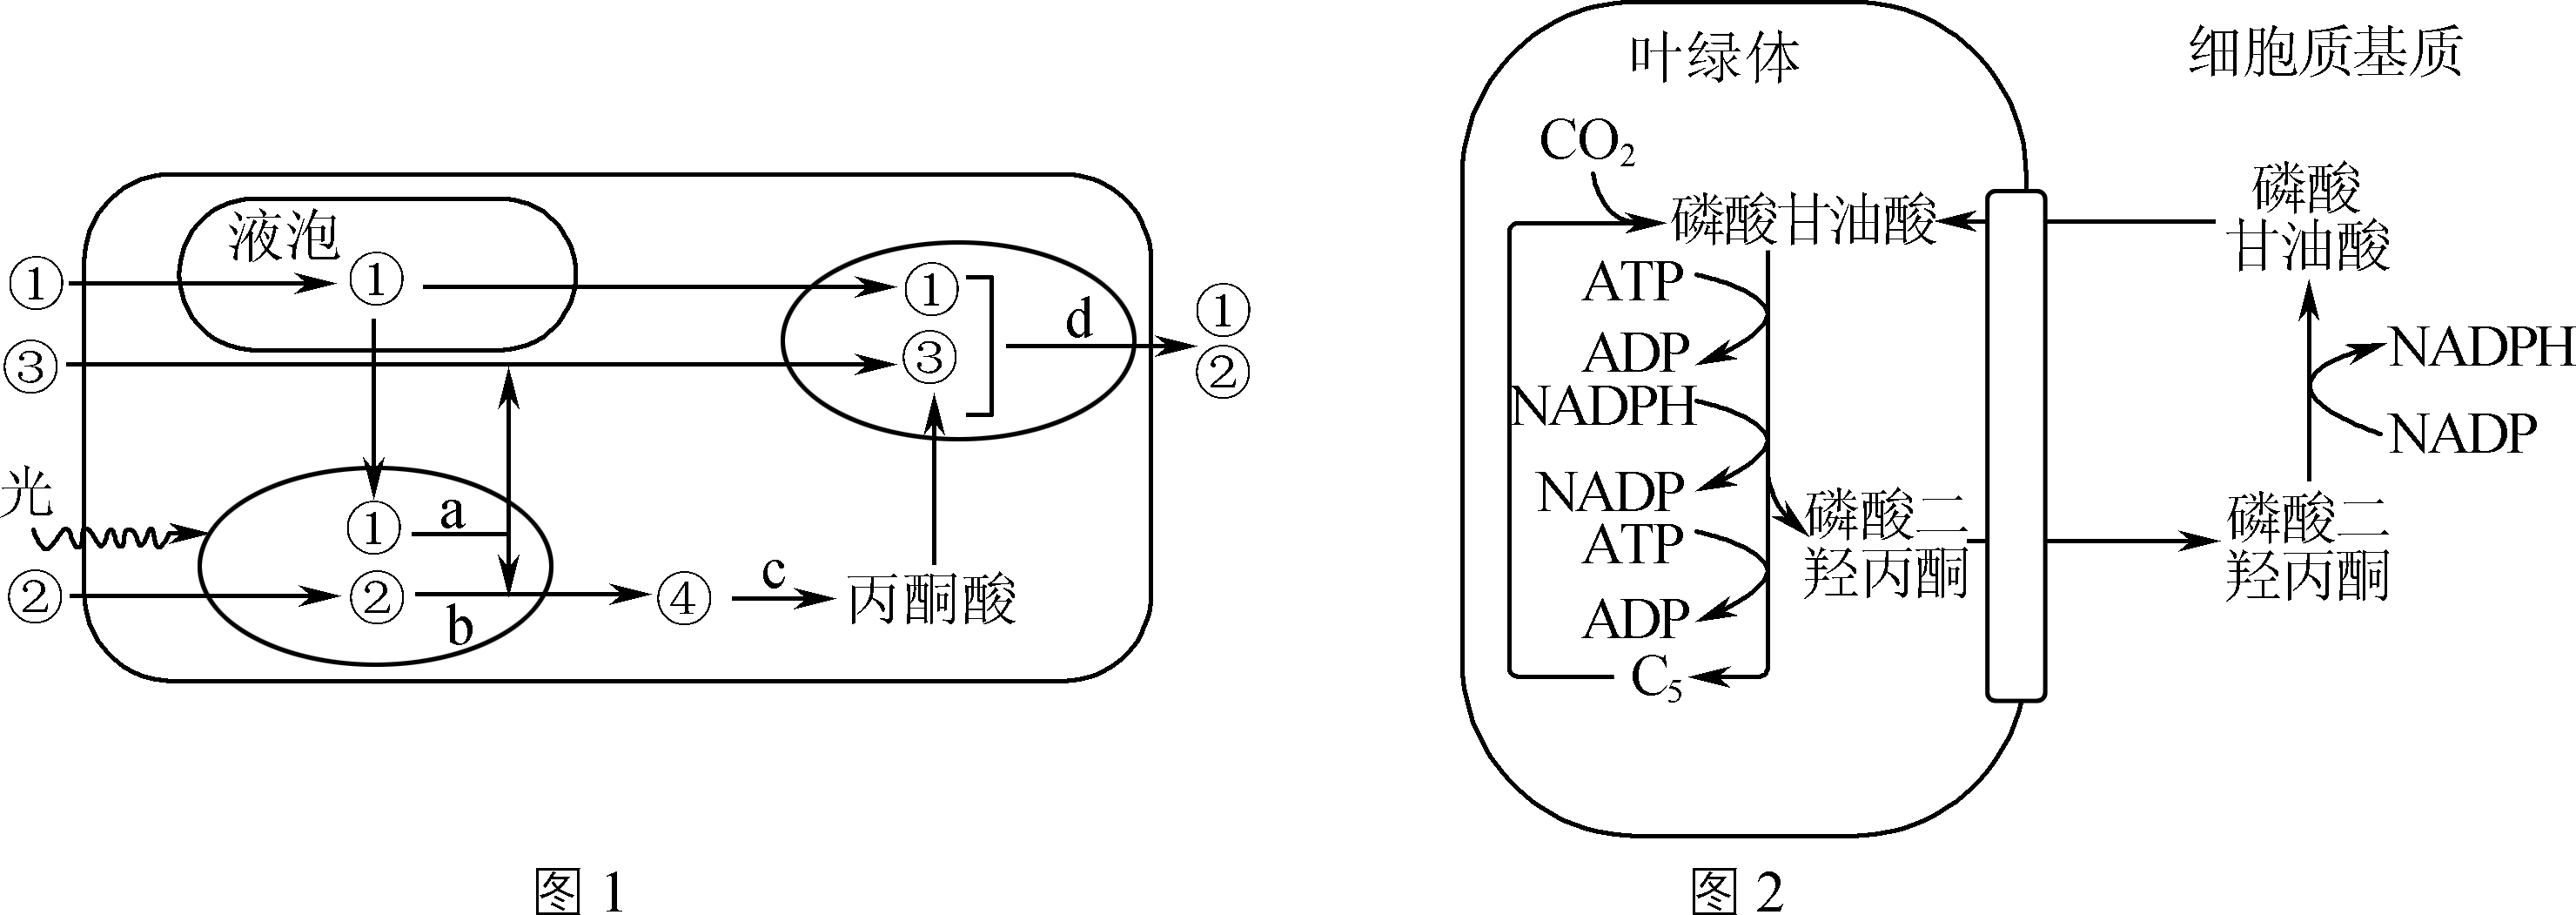 液泡
① ① ①
③ ③
d
①
②
光
① a
② ② b
④ c 丙酮酸
图 1
叶绿体
细胞质基质
CO₂
磷酸甘油酸
磷酸
甘油酸
ATP
ADP
NADPH
NADP
ATP
ADP
C₅
磷酸二
羟丙酮
NADPH
NADP
磷酸二
羟丙酮
图 2